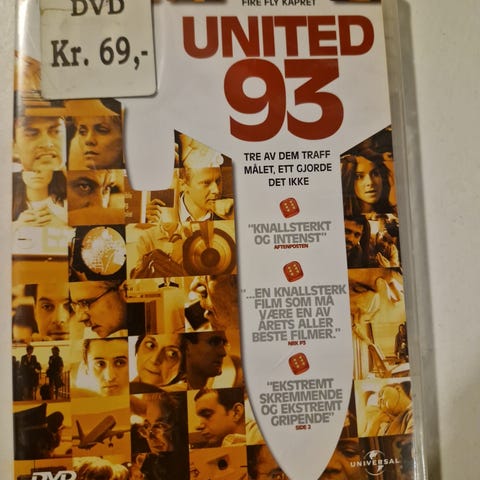 FIRE FLY KAPRET
DVD
Kr. 69,-
UNITED
93
TRE AV DEM TRAFF
MÅLET, ETT GJORDE
DET IKKE
"KNALLSTERKT
OG INTENST"
AFTENPOSTEN
"...EN KNALLSTERK
FILM SOM MÅ
VÆRE EN AV
ÅRETS ALLER
BESTE FILMER."
NRK P3
"EKSTREMT
SKREMMENDE
OG EKSTREMT
GRIPENDE"
SIDE 2
DVD
UNIVERSAL